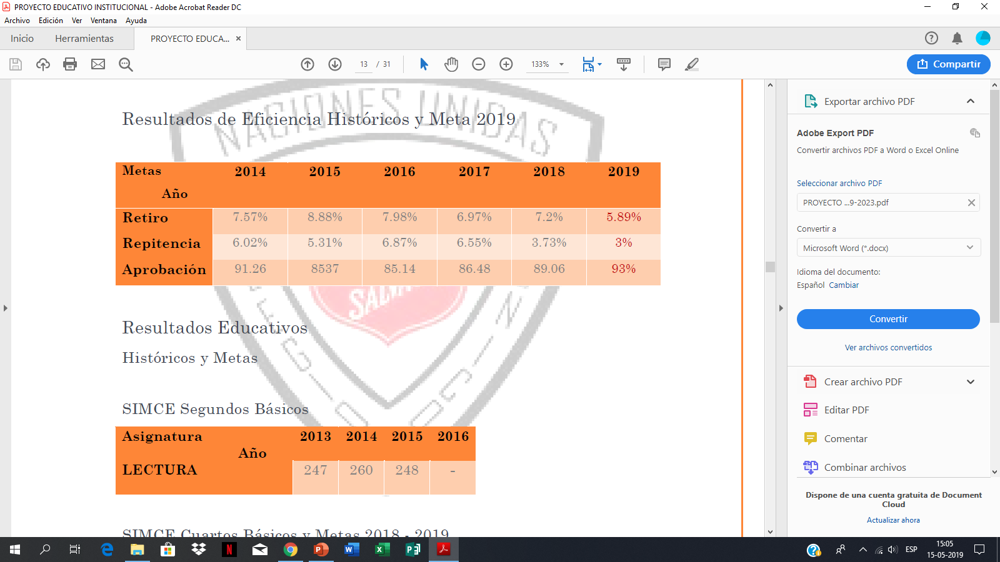 PROYECTO EDUCATIVO INSTITUCIONAL - Adobe Acrobat Reader DC
Archivo Edición Ver Ventana Ayuda
Inicio Herramientas PROYECTO EDUCA... ×
13 / 31 133% Compartir
NACIONES UNIDAS
Resultados de Eficiencia Históricos y Meta 2019
Metas 2014 2015 2016 2017 2018 2019
Año
Retiro 7.57% 8.88% 7.98% 6.97% 7.2% 5.89%
Repitencia 6.02% 5.31% 6.87% 6.55% 3.73% 3%
Aprobación 91.26 8537 85.14 86.48 89.06 93%
Resultados Educativos
Históricos y Metas
SIMCE Segundos Básicos
Asignatura 2013 2014 2015 2016
Año
LECTURA 247 260 248 -
SIMCE Cuartos Básicos y Metas 2018 - 2019
Exportar archivo PDF
Adobe Export PDF
Convertir archivos PDF a Word o Excel Online
Seleccionar archivo PDF
PROYECTO ...9-2023.pdf
Convertir a
Microsoft Word (*.docx)
Idioma del documento:
Español Cambiar
Convertir
Ver archivos convertidos
Crear archivo PDF
Editar PDF
Comentar
Combinar archivos
Dispone de una cuenta gratuita de Document
Cloud
Actualizar ahora
ESP
15:05
15-05-2019